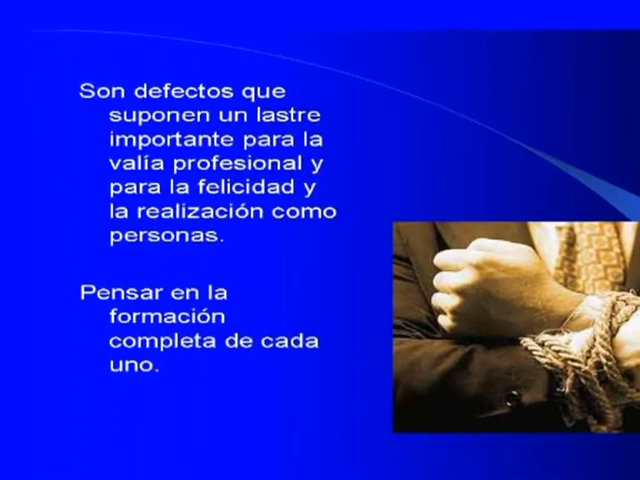 Son defectos que
suponen un lastre
importante para la
valía profesional y
para la felicidad y
la realización como
personas.
Pensar en la
formación
completa de cada
uno.